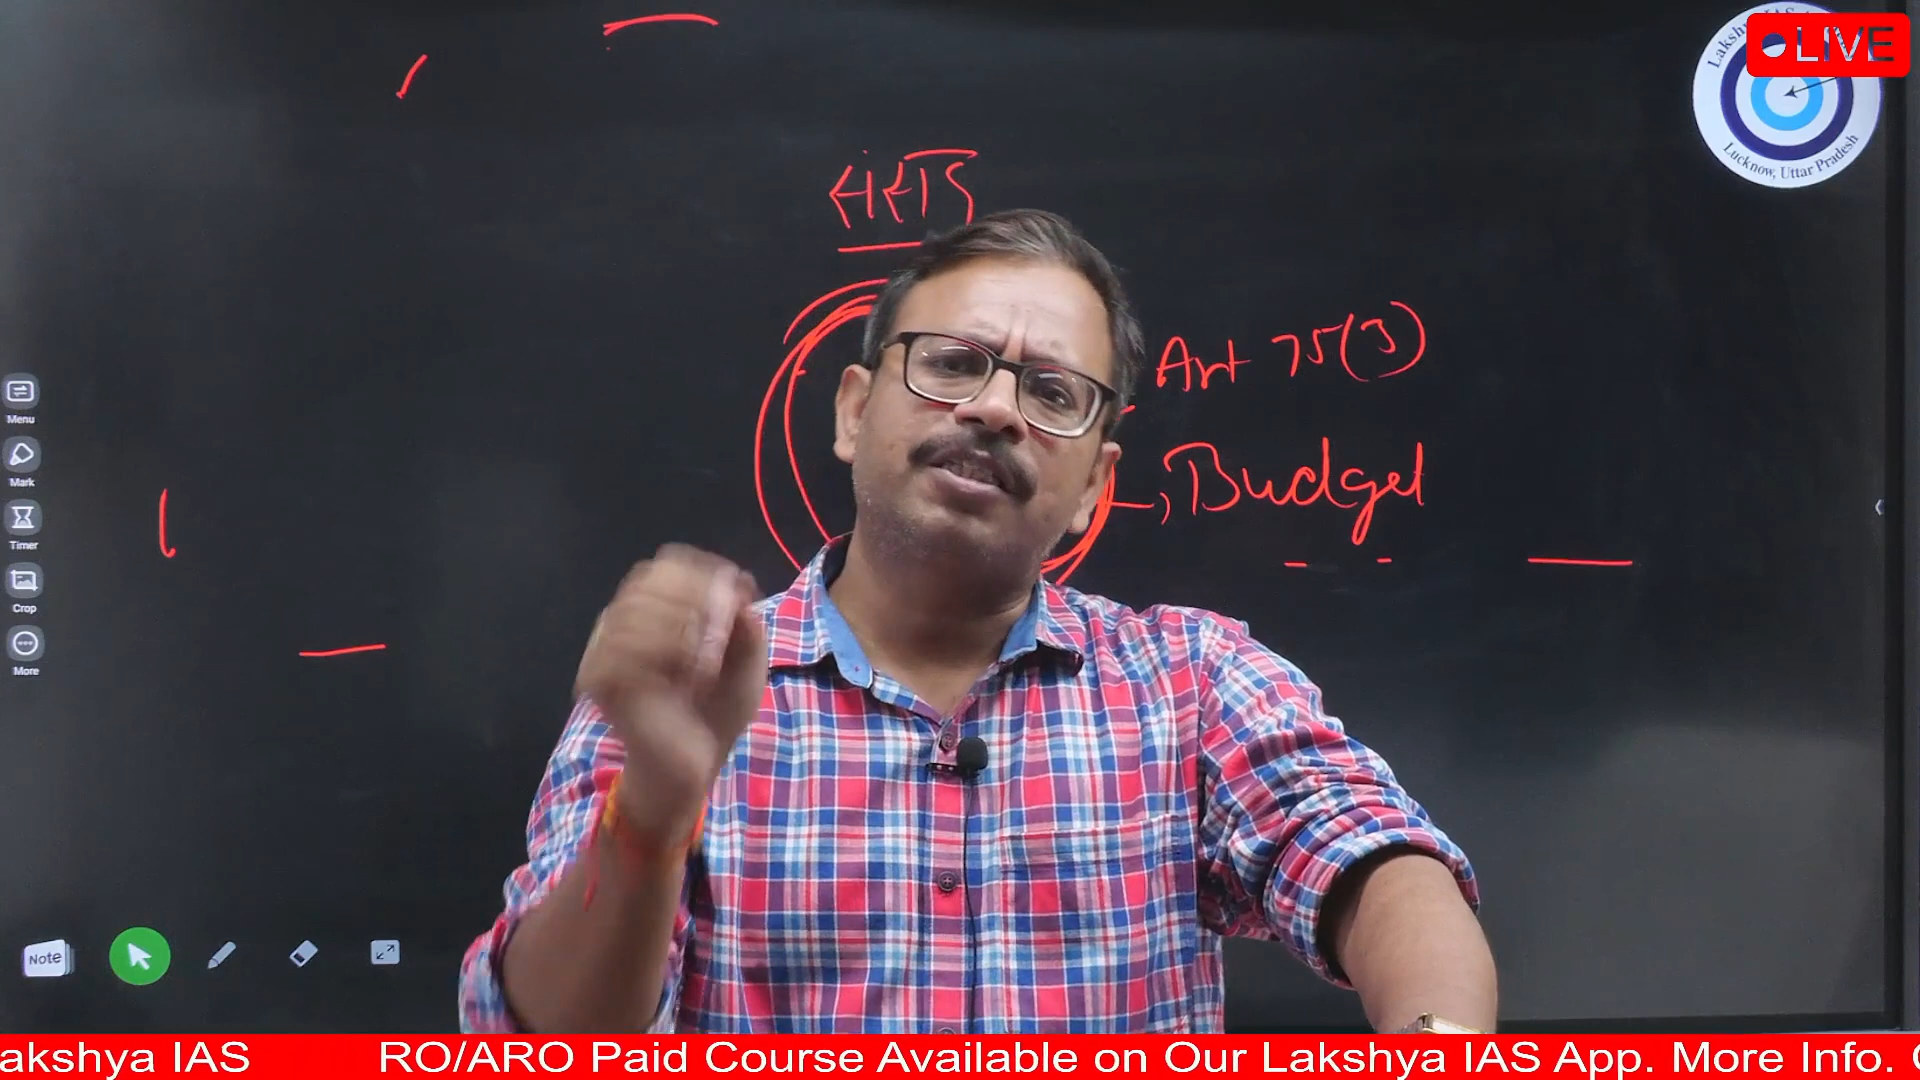 LIVE
Lucknow, Uttar Pradesh
Art 75(3)
Budget
Menu
Mark
Timer
Crop
More
Note
akshya IAS RO/ARO Paid Course Available on Our Lakshya IAS App. More Info.